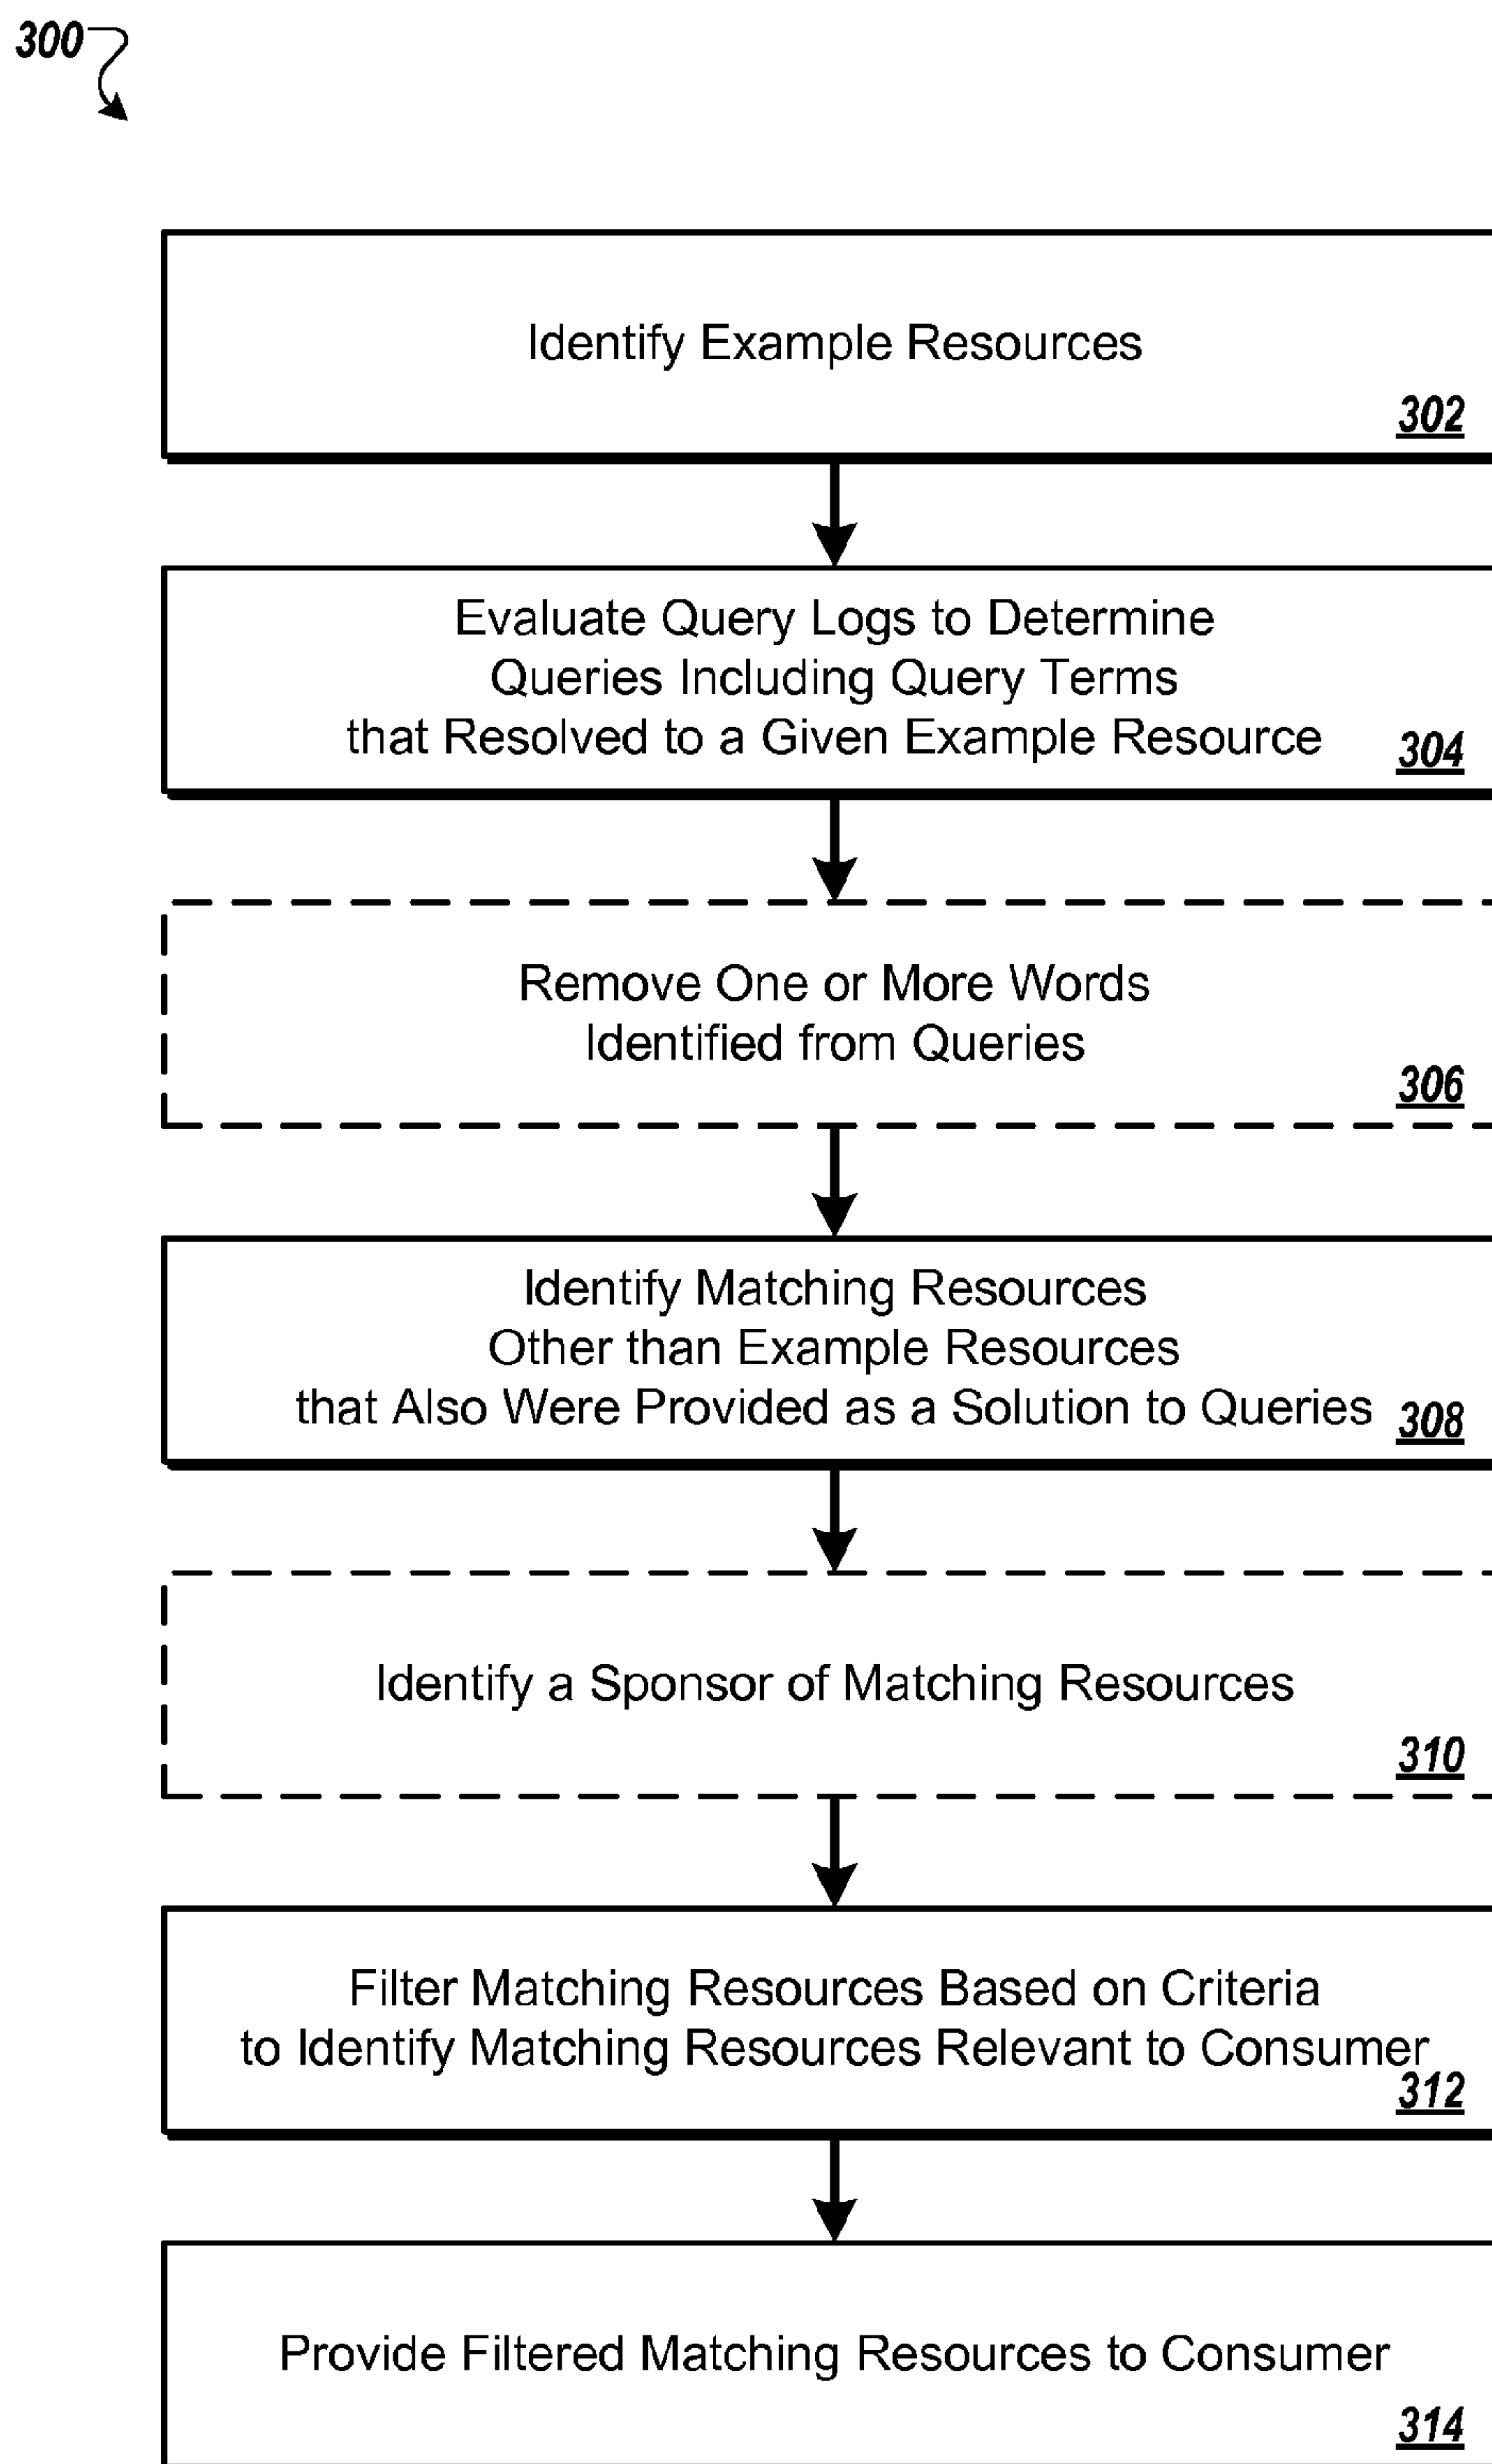 300
Identify Example Resources
302
Evaluate Query Logs to Determine
Queries Including Query Terms
that Resolved to a Given Example Resource
304
Remove One or More Words
Identified from Queries
306
Identify Matching Resources
Other than Example Resources
that Also Were Provided as a Solution to Queries
308
Identify a Sponsor of Matching Resources
310
Filter Matching Resources Based on Criteria
to Identify Matching Resources Relevant to Consumer
312
Provide Filtered Matching Resources to Consumer
314